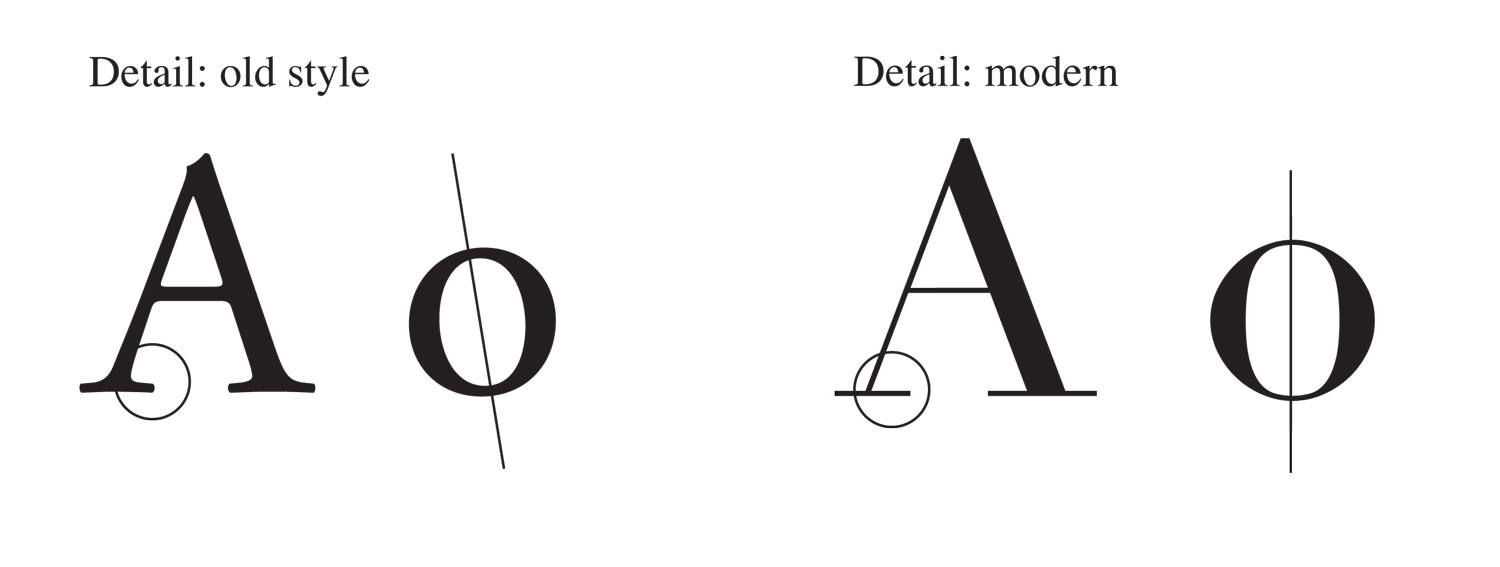 Detail: old style
Detail: modern
A o
A o